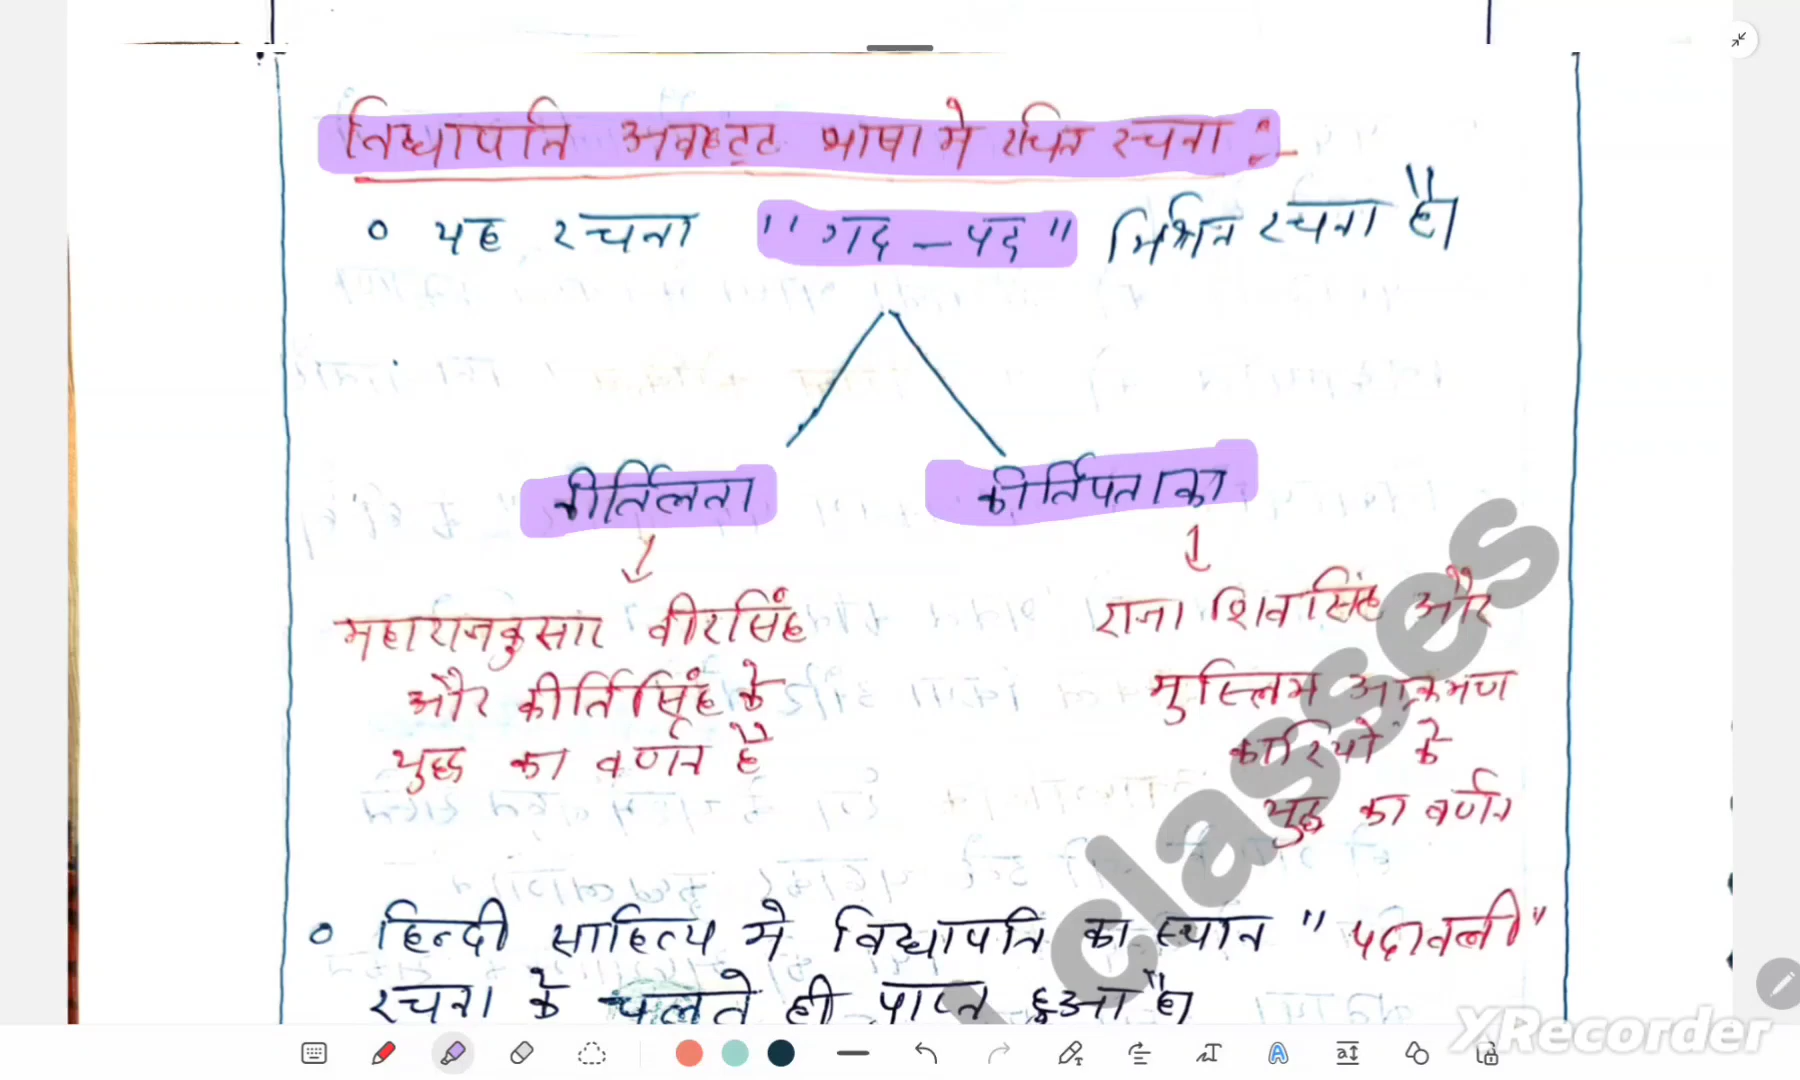 विद्यापति अवहट्ट भाषा मे रचित रचना :-
० यह रचना "गद - पद" मिश्रित रचना है।
कीर्तिलता कीर्तिपताका
महाराजकुमार वीरसिंह
और कीर्तिसिंह के
युद्ध का वर्णन है
राजा शिवसिंह और
मुस्लिम आक्रमण
कारियो के
युद्ध का वर्णन
० हिन्दी साहित्य मे विद्यापति का स्थान "पदावली"
रचना के चलते ही प्राप्त हुआ है।
classes
XRecorder